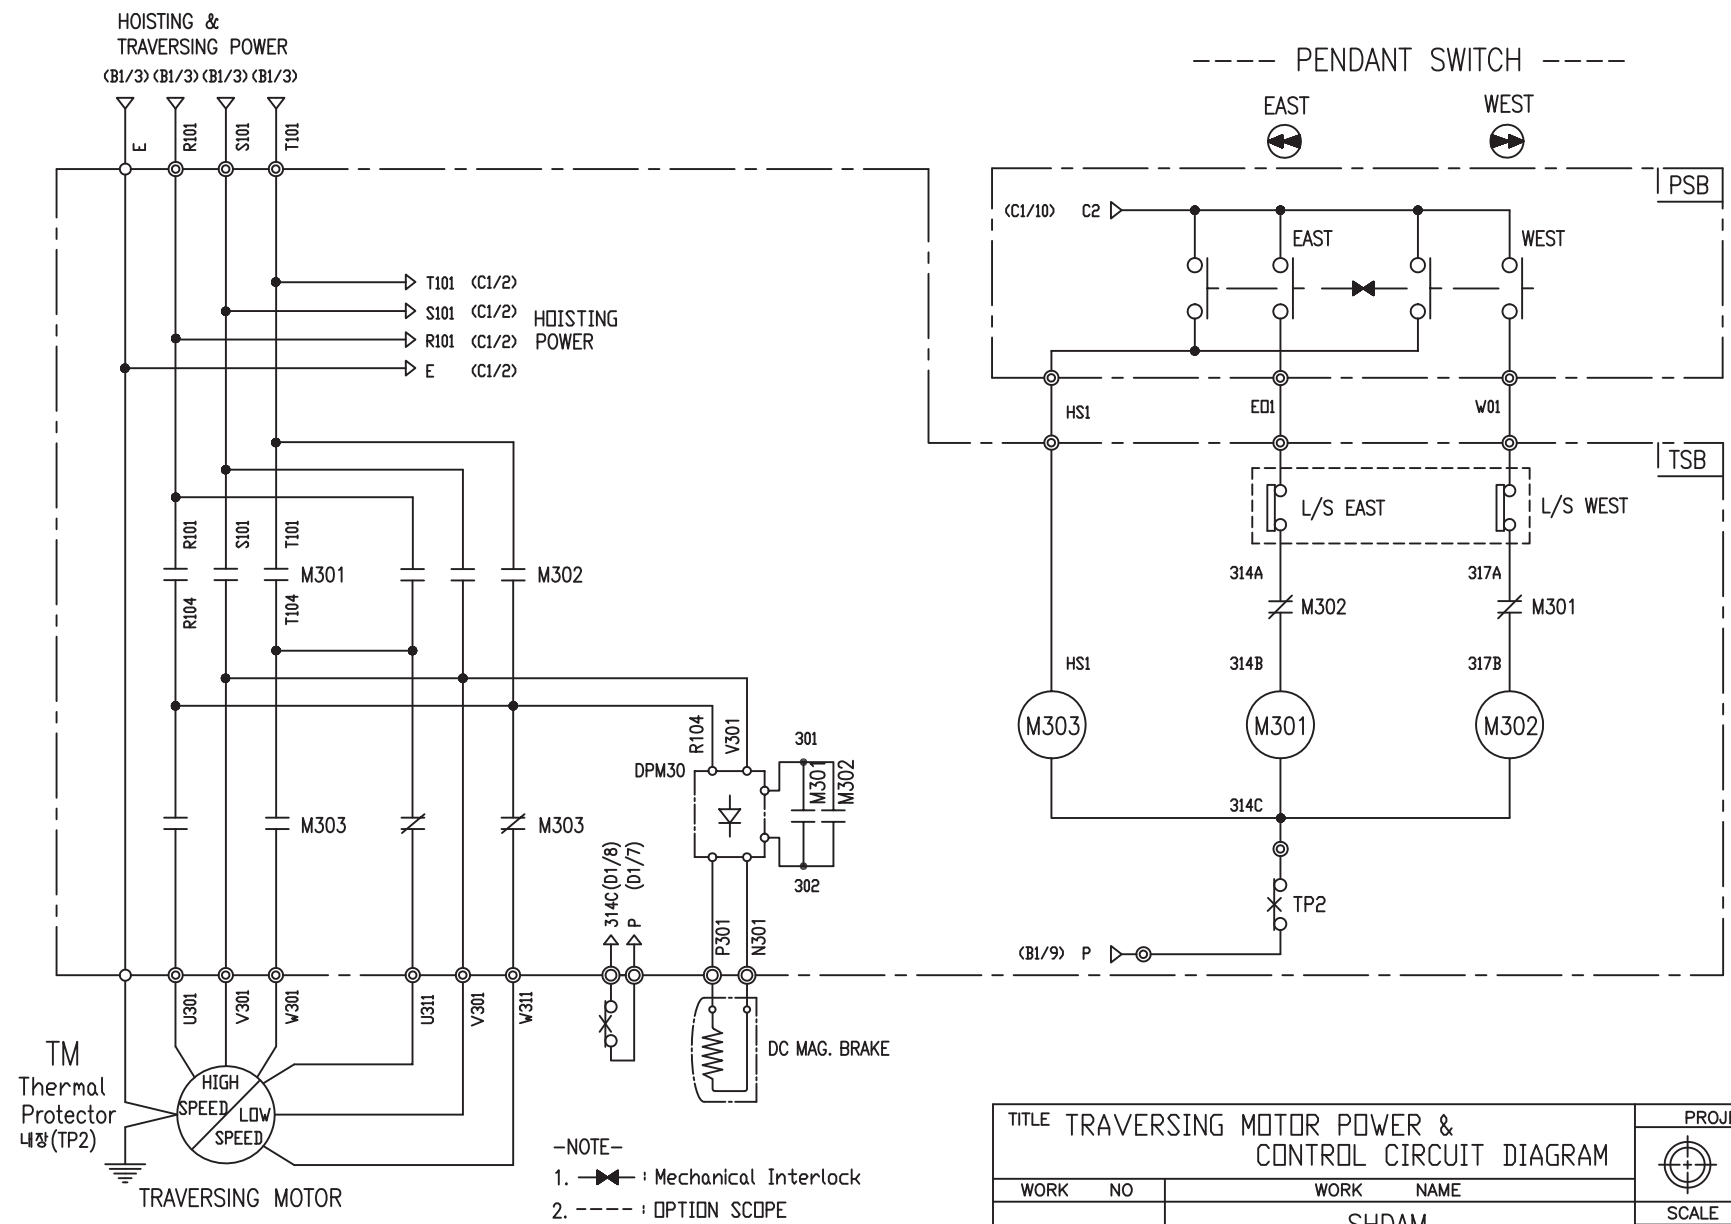 HOISTING &
TRAVERSING POWER
(B1/3) (B1/3) (B1/3) (B1/3)
E
R101
S101
T101
T101 (C1/2)
S101 (C1/2)
R101 (C1/2)
E (C1/2)
HOISTING
POWER
R101
S101
T101
M301
M302
R104
T104
M303
M303
R104
V301
DPM30
301
M301
M302
302
314C (D1/8)
P (D1/7)
P301
N301
U301
V301
W301
U311
V301
W311
DC MAG. BRAKE
TM
Thermal
Protector
내장(TP2)
HIGH
SPEED
LOW
SPEED
TRAVERSING MOTOR
-NOTE-
1. : Mechanical Interlock
2. ---- : OPTION SCOPE
---- PENDANT SWITCH ----
EAST
WEST
PSB
(C1/10) C2
EAST
WEST
HS1
E01
W01
TSB
L/S EAST
L/S WEST
314A
317A
M302
M301
HS1
314B
317B
M303
M301
M302
314C
TP2
(B1/9) P
TITLE TRAVERSING MOTOR POWER &
CONTROL CIRCUIT DIAGRAM
PROJE
WORK NO
WORK NAME
SCALE
SHDAM